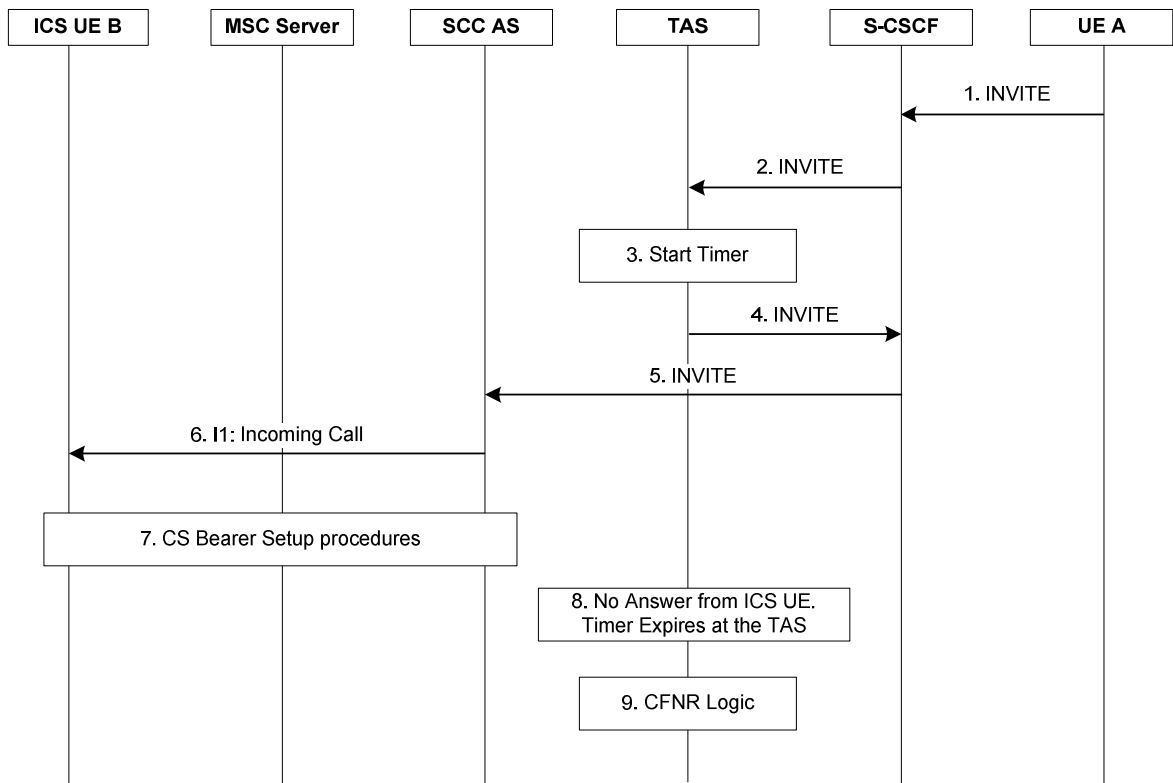 ICS UE B
MSC Server
SCC AS
TAS
S-CSCF
UE A
1. INVITE
2. INVITE
3. Start Timer
4. INVITE
5. INVITE
6. I1: Incoming Call
7. CS Bearer Setup procedures
8. No Answer from ICS UE.
Timer Expires at the TAS
9. CFNR Logic